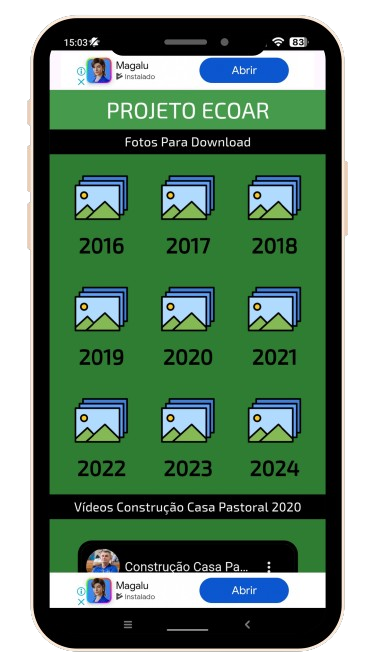 15:03
83
Magalu
Instalado
Abrir
PROJETO ECOAR
Fotos Para Download
2016 2017 2018
2019 2020 2021
2022 2023 2024
Vídeos Construção Casa Pastoral 2020
Construção Casa Pa...
Magalu
Instalado
Abrir